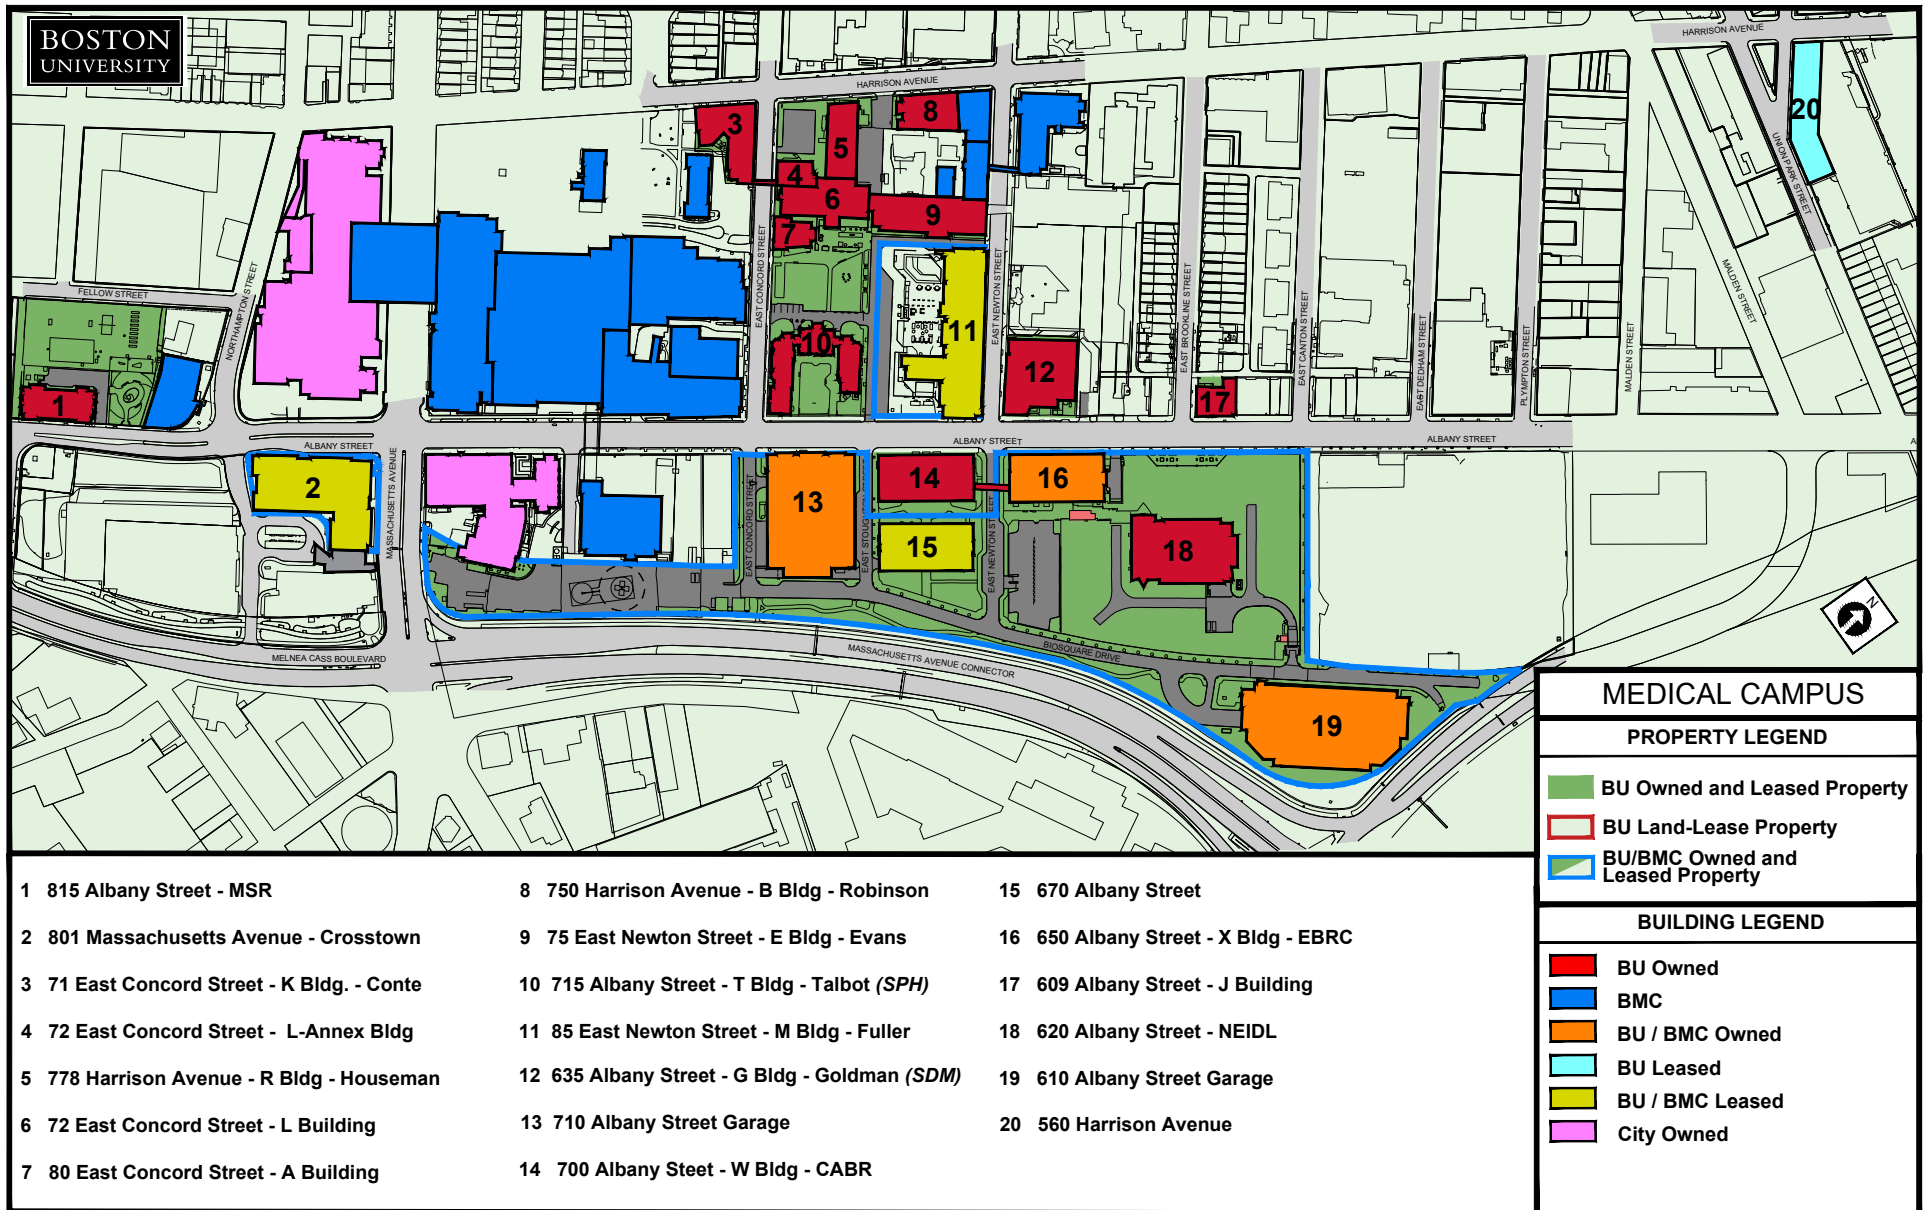 BOSTON
UNIVERSITY
HARRISON AVENUE
HARRISON AVENUE
UNION PARK STREET
MALDEN STREET
FELLOW STREET
NORTHAMPTON STREET
EAST CONCORD STREET
EAST NEWTON STREET
EAST BROOKLINE STREET
EAST CANTON STREET
EAST DEDHAM STREET
PLYMPTON STREET
MALDEN STREET
ALBANY STREET
ALBANY STREET
ALBANY STREET
MASSACHUSETTS AVENUE
EAST CONCORD STREET
EAST NEWTON STREET
MELNEA CASS BOULEVARD
MASSACHUSETTS AVENUE CONNECTOR
BIOSQUARE DRIVE
1
2
3
4
5
6
7
8
9
10
11
12
13
14
15
16
17
18
19
20
N
MEDICAL CAMPUS
PROPERTY LEGEND
BU Owned and Leased Property
BU Land-Lease Property
BU/BMC Owned and
Leased Property
BUILDING LEGEND
BU Owned
BMC
BU / BMC Owned
BU Leased
BU / BMC Leased
City Owned
1 815 Albany Street - MSR
2 801 Massachusetts Avenue - Crosstown
3 71 East Concord Street - K Bldg. - Conte
4 72 East Concord Street - L-Annex Bldg
5 778 Harrison Avenue - R Bldg - Houseman
6 72 East Concord Street - L Building
7 80 East Concord Street - A Building
8 750 Harrison Avenue - B Bldg - Robinson
9 75 East Newton Street - E Bldg - Evans
10 715 Albany Street - T Bldg - Talbot (SPH)
11 85 East Newton Street - M Bldg - Fuller
12 635 Albany Street - G Bldg - Goldman (SDM)
13 710 Albany Street Garage
14 700 Albany Steet - W Bldg - CABR
15 670 Albany Street
16 650 Albany Street - X Bldg - EBRC
17 609 Albany Street - J Building
18 620 Albany Street - NEIDL
19 610 Albany Street Garage
20 560 Harrison Avenue